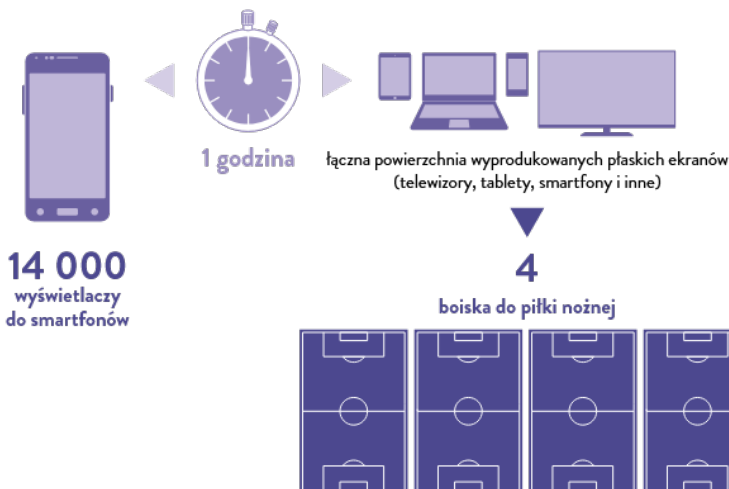 1 godzina
łączna powierzchnia wyprodukowanych płaskich ekranów
(telewizory, tablety, smartfony i inne)
14 000
wyświetlaczy
do smartfonów
4
boiska do piłki nożnej